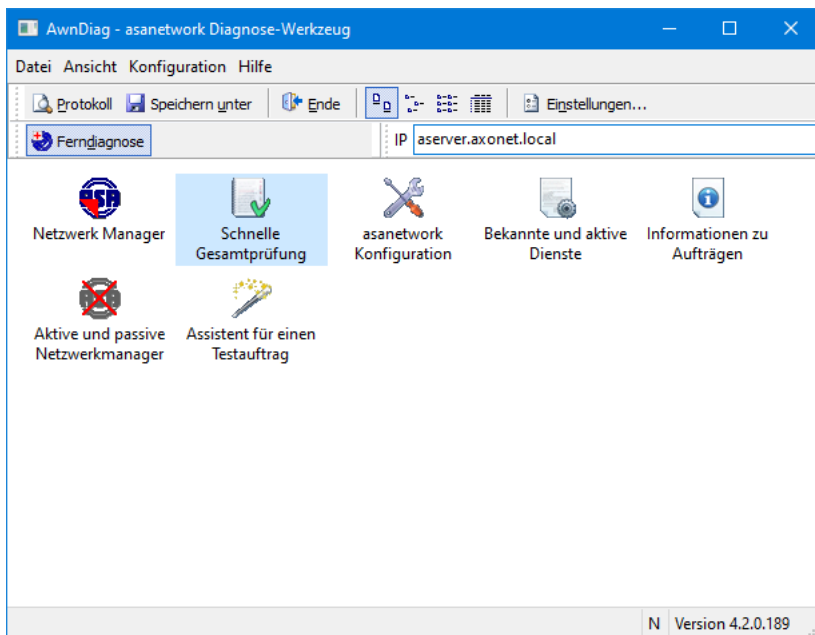 AwnDiag - asanetwork Diagnose-Werkzeug
Datei Ansicht Konfiguration Hilfe
Protokoll Speichern unter Ende Einstellungen...
Ferndiagnose IP aserver.axonet.local
ASA
Netzwerk Manager
Schnelle
Gesamtprüfung
asanetwork
Konfiguration
Bekannte und aktive
Dienste
Informationen zu
Aufträgen
Aktive und passive
Netzwerkmanager
Assistent für einen
Testauftrag
N Version 4.2.0.189